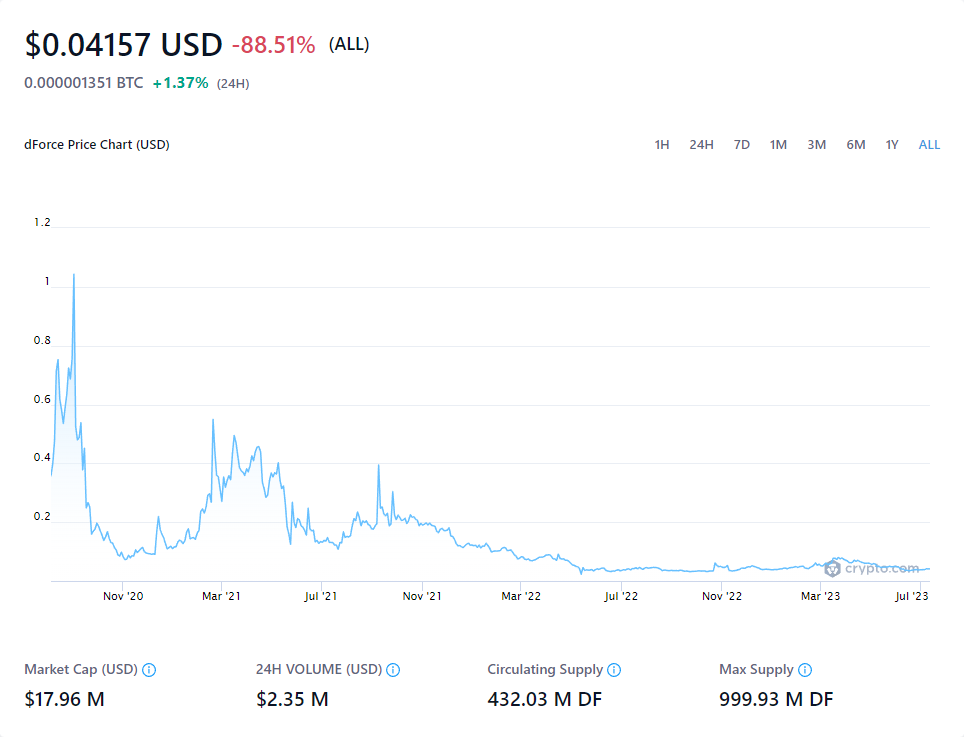 $0.04157 USD -88.51% (ALL)
0.000001351 BTC +1.37% (24H)
dForce Price Chart (USD) 1H 24H 7D 1M 3M 6M 1Y ALL
1.2
1
0.8
0.6
0.4
0.2
crypto.com
Nov '20 Mar '21 Jul '21 Nov '21 Mar '22 Jul '22 Nov '22 Mar '23 Jul '23
Market Cap (USD) 24H VOLUME (USD) Circulating Supply Max Supply
$17.96 M $2.35 M 432.03 M DF 999.93 M DF